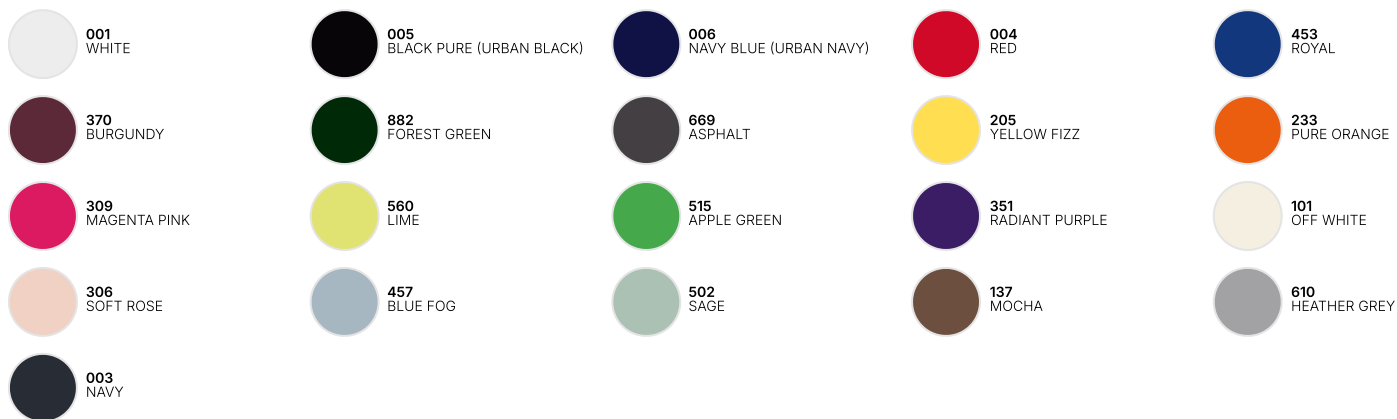 001
WHITE
005
BLACK PURE (URBAN BLACK)
006
NAVY BLUE (URBAN NAVY)
004
RED
453
ROYAL
370
BURGUNDY
882
FOREST GREEN
669
ASPHALT
205
YELLOW FIZZ
233
PURE ORANGE
309
MAGENTA PINK
560
LIME
515
APPLE GREEN
351
RADIANT PURPLE
101
OFF WHITE
306
SOFT ROSE
457
BLUE FOG
502
SAGE
137
MOCHA
610
HEATHER GREY
003
NAVY